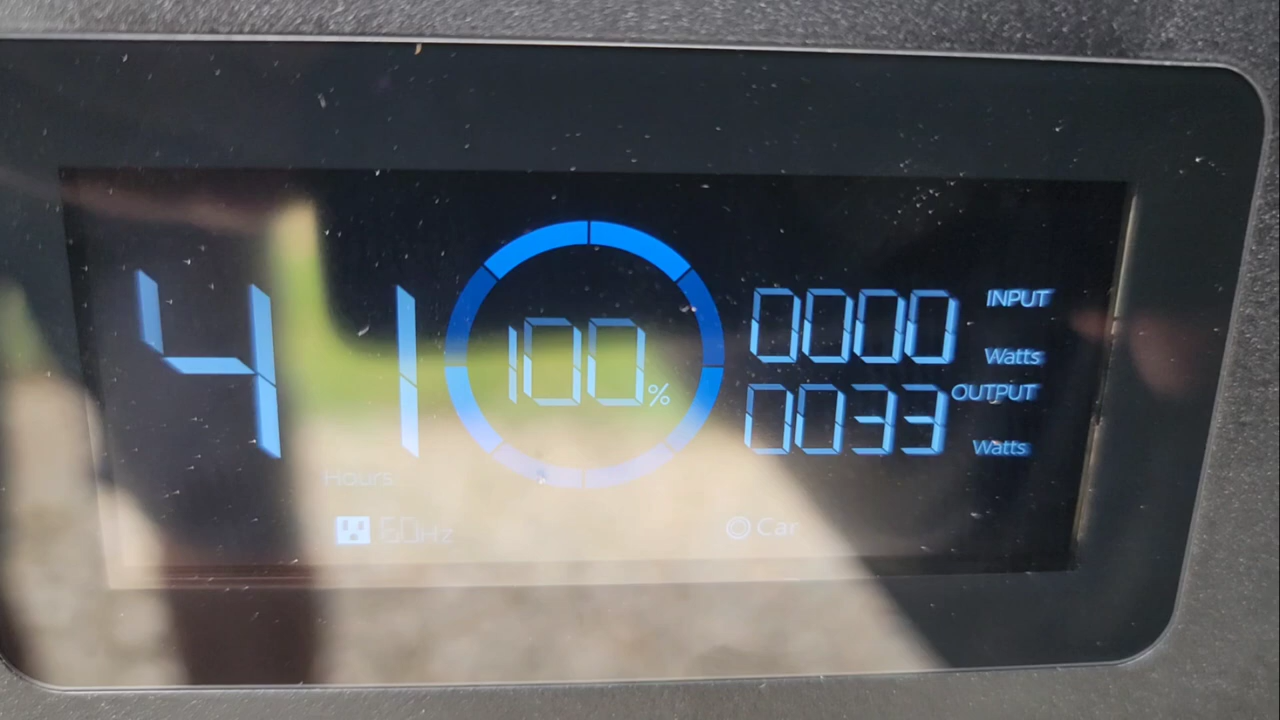 41
Hours
100%
0000
INPUT
Watts
0033
OUTPUT
Watts
60Hz
Car